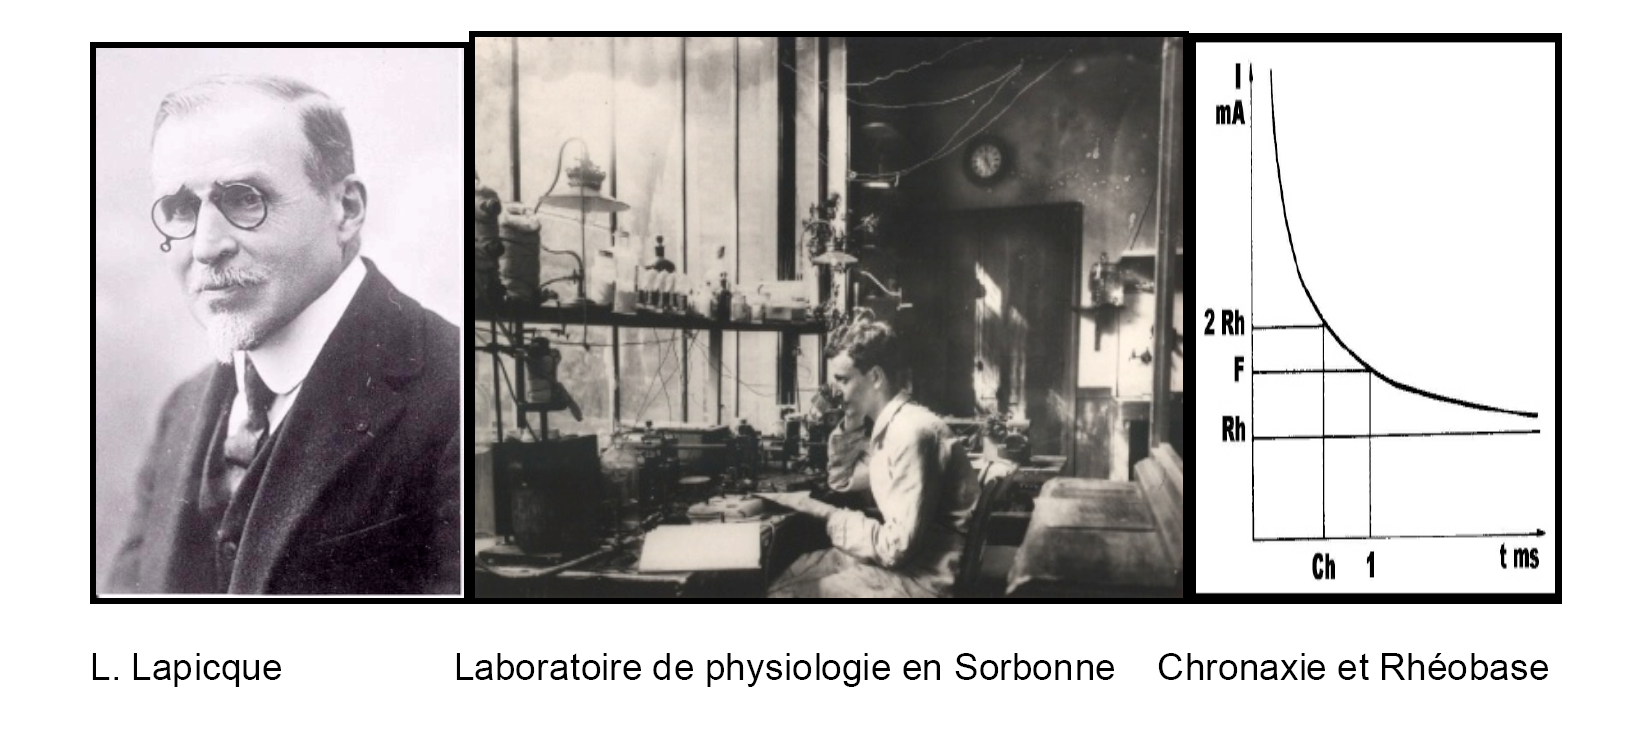 I
mA
2 Rh
F
Rh
Ch 1
t ms
L. Lapicque
Laboratoire de physiologie en Sorbonne
Chronaxie et Rhéobase